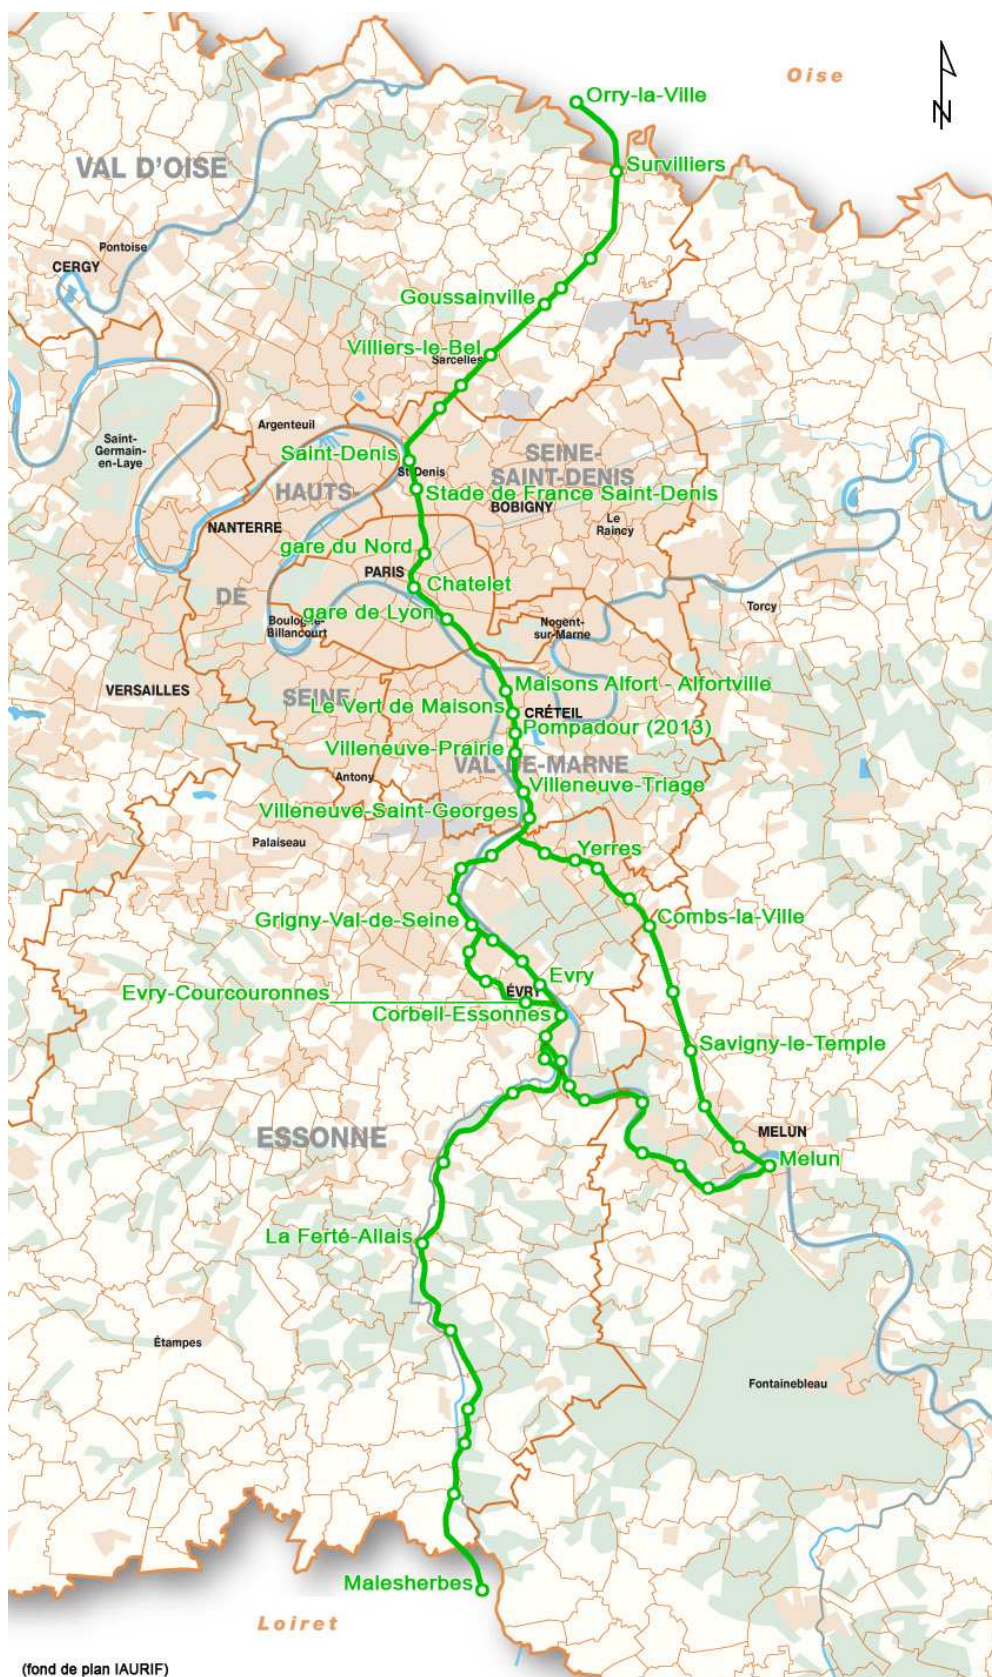 Oise
Orry-la-Ville
N
VAL D'OISE
Survilliers
Pontoise
CERGY
Goussainville
Villiers-le-Bel
Sarcelles
Argenteuil
Saint-
Germain-
en-Laye
Saint-Denis
SEINE-
SAINT-DENIS
St-Denis
HAUTS-
Stade de France Saint-Denis
BOBIGNY
Le
Raincy
NANTERRE
gare du Nord
PARIS
Chatelet
DE
gare de Lyon
Boulogne-
Billancourt
Nogent-
sur-Marne
Torcy
VERSAILLES
SEINE
Maisons Alfort - Alfortville
Le Vert de Maisons
CRÉTEIL
Pompadour (2013)
Villeneuve-Prairie
VAL-DE-MARNE
Antony
Villeneuve-Triage
Villeneuve-Saint-Georges
Palaiseau
Yerres
Grigny-Val-de-Seine
Combs-la-Ville
Evry
Evry-Courcouronnes
ÉVRY
Corbeil-Essonnes
Savigny-le-Temple
ESSONNE
MELUN
Melun
La Ferté-Allais
Étampes
Fontainebleau
Malesherbes
Loiret
(fond de plan IAURIF)